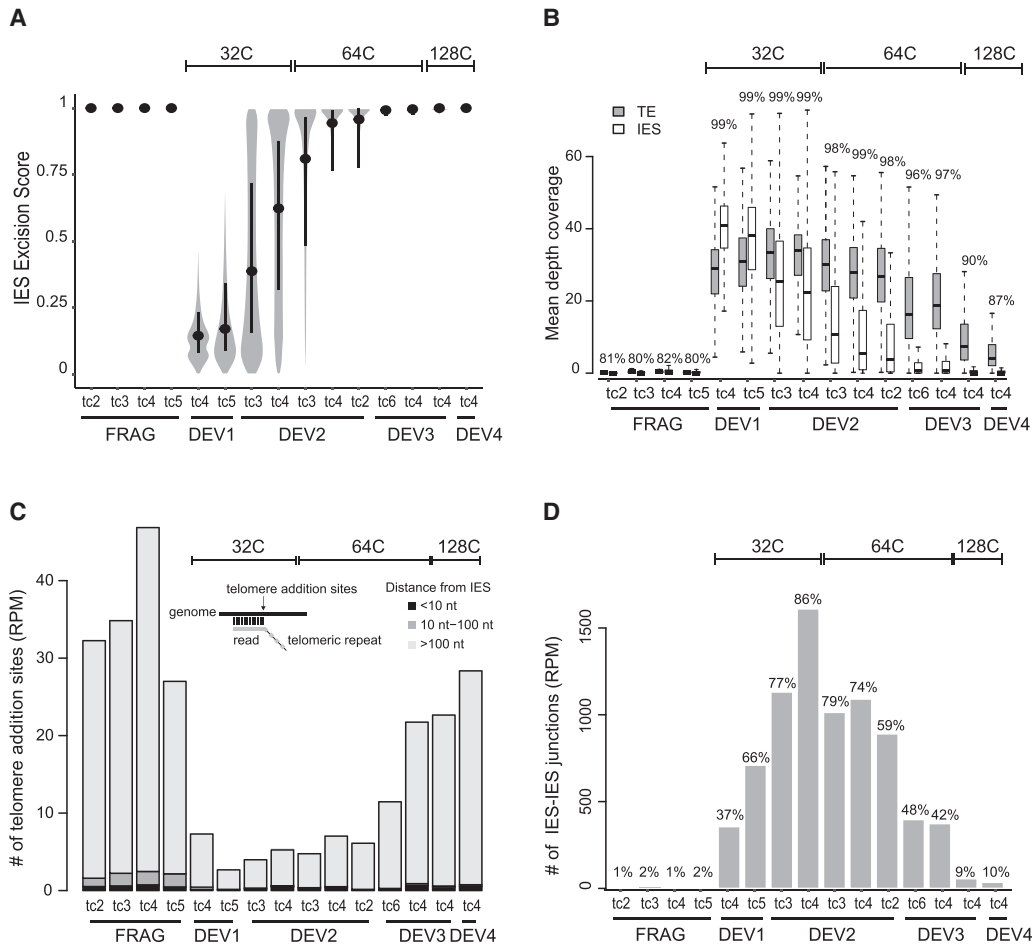 A
32C 64C 128C
IES Excision Score
1
0.75
0.5
0.25
0
tc2 tc3 tc4 tc5 tc4 tc5 tc3 tc4 tc3 tc4 tc2 tc6 tc4 tc4 tc4
FRAG DEV1 DEV2 DEV3 DEV4
B
32C 64C 128C
TE
IES
Mean depth coverage
60
40
20
0
81% 80% 82% 80% 99% 99% 99% 99% 98% 99% 98% 96% 97% 90% 87%
tc2 tc3 tc4 tc5 tc4 tc5 tc3 tc4 tc3 tc4 tc2 tc6 tc4 tc4 tc4
FRAG DEV1 DEV2 DEV3 DEV4
C
32C 64C 128C
telomere addition sites
genome
read
telomeric repeat
Distance from IES
<10 nt
10 nt–100 nt
>100 nt
# of telomere addition sites (RPM)
40
30
20
10
0
tc2 tc3 tc4 tc5 tc4 tc5 tc3 tc4 tc3 tc4 tc2 tc6 tc4 tc4 tc4
FRAG DEV1 DEV2 DEV3 DEV4
D
32C 64C 128C
# of IES-IES junctions (RPM)
1500
1000
500
0
1% 2% 1% 2% 37% 66% 77% 86% 79% 74% 59% 48% 42% 9% 10%
tc2 tc3 tc4 tc5 tc4 tc5 tc3 tc4 tc3 tc4 tc2 tc6 tc4 tc4 tc4
FRAG DEV1 DEV2 DEV3 DEV4